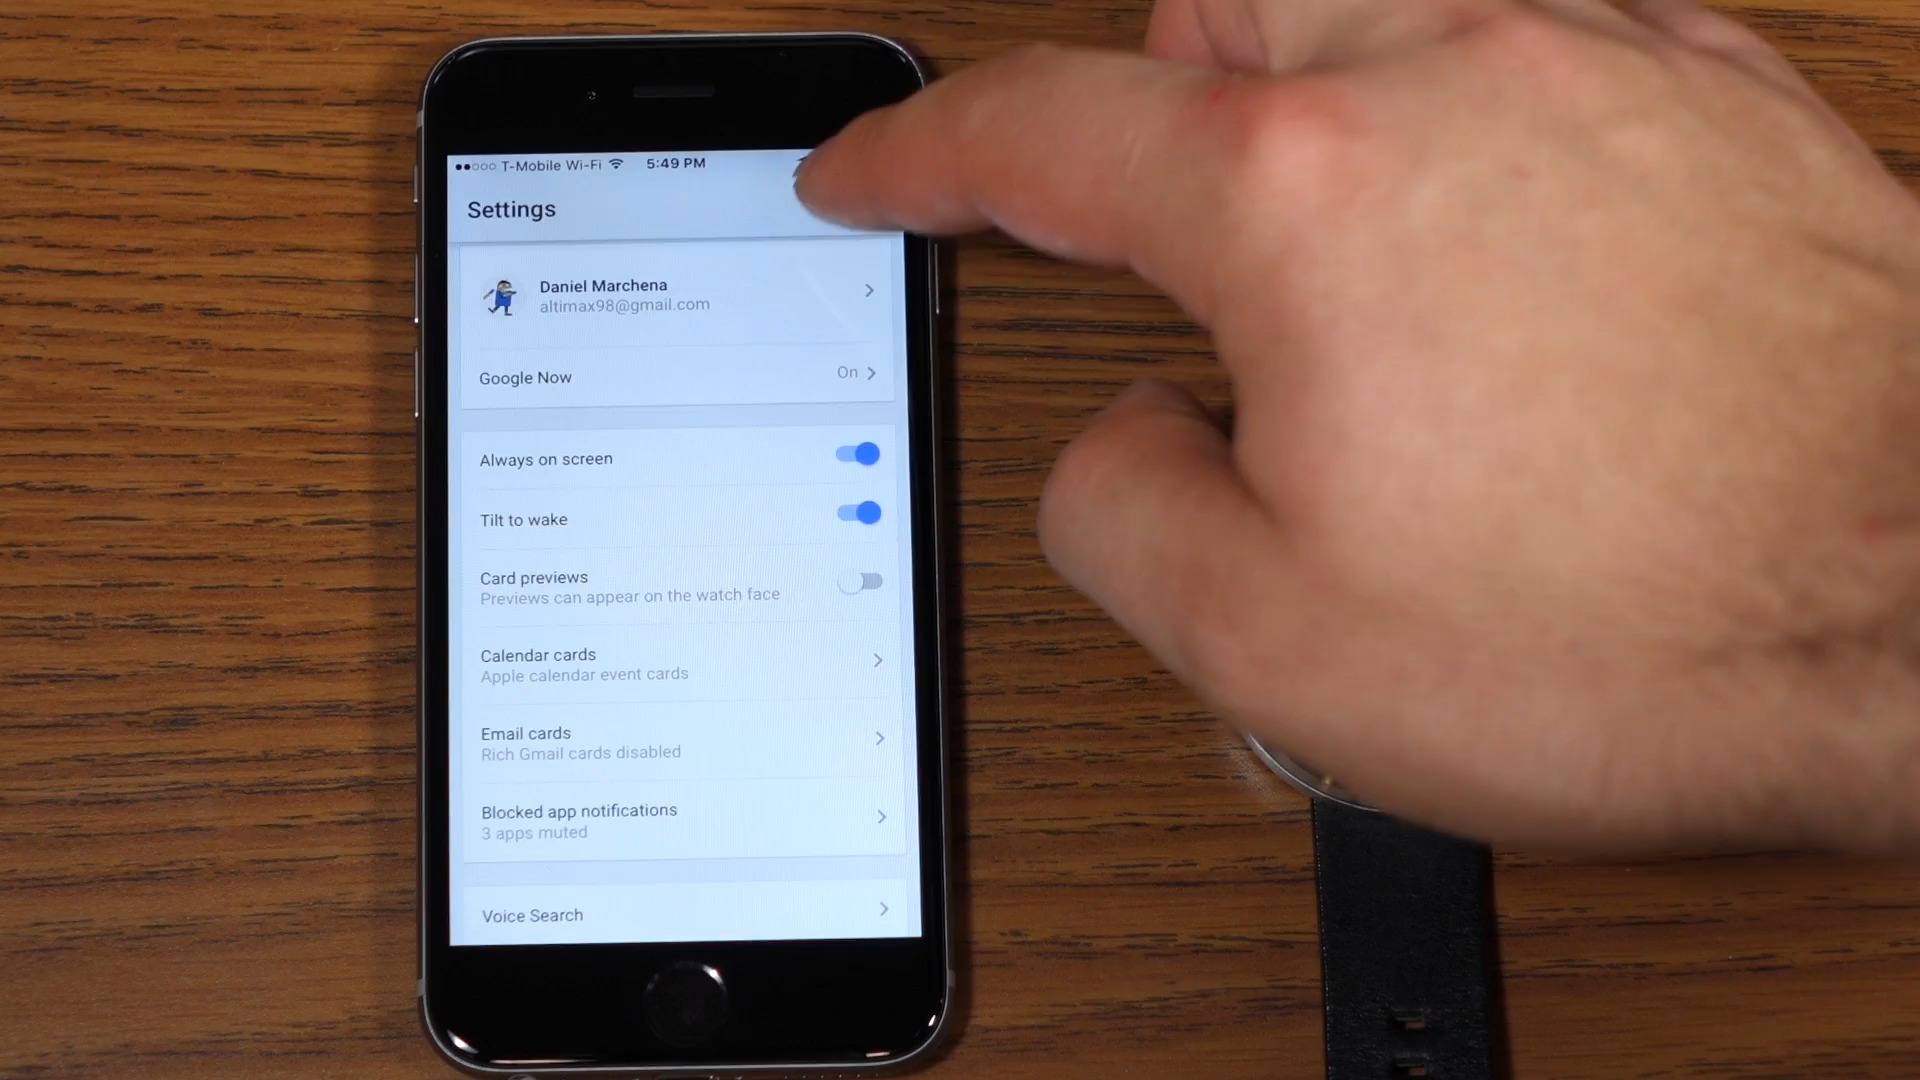 T-Mobile Wi-Fi 5:49 PM
Settings
Daniel Marchena
altimax98@gmail.com
Google Now On
Always on screen
Tilt to wake
Card previews
Previews can appear on the watch face
Calendar cards
Apple calendar event cards
Email cards
Rich Gmail cards disabled
Blocked app notifications
3 apps muted
Voice Search